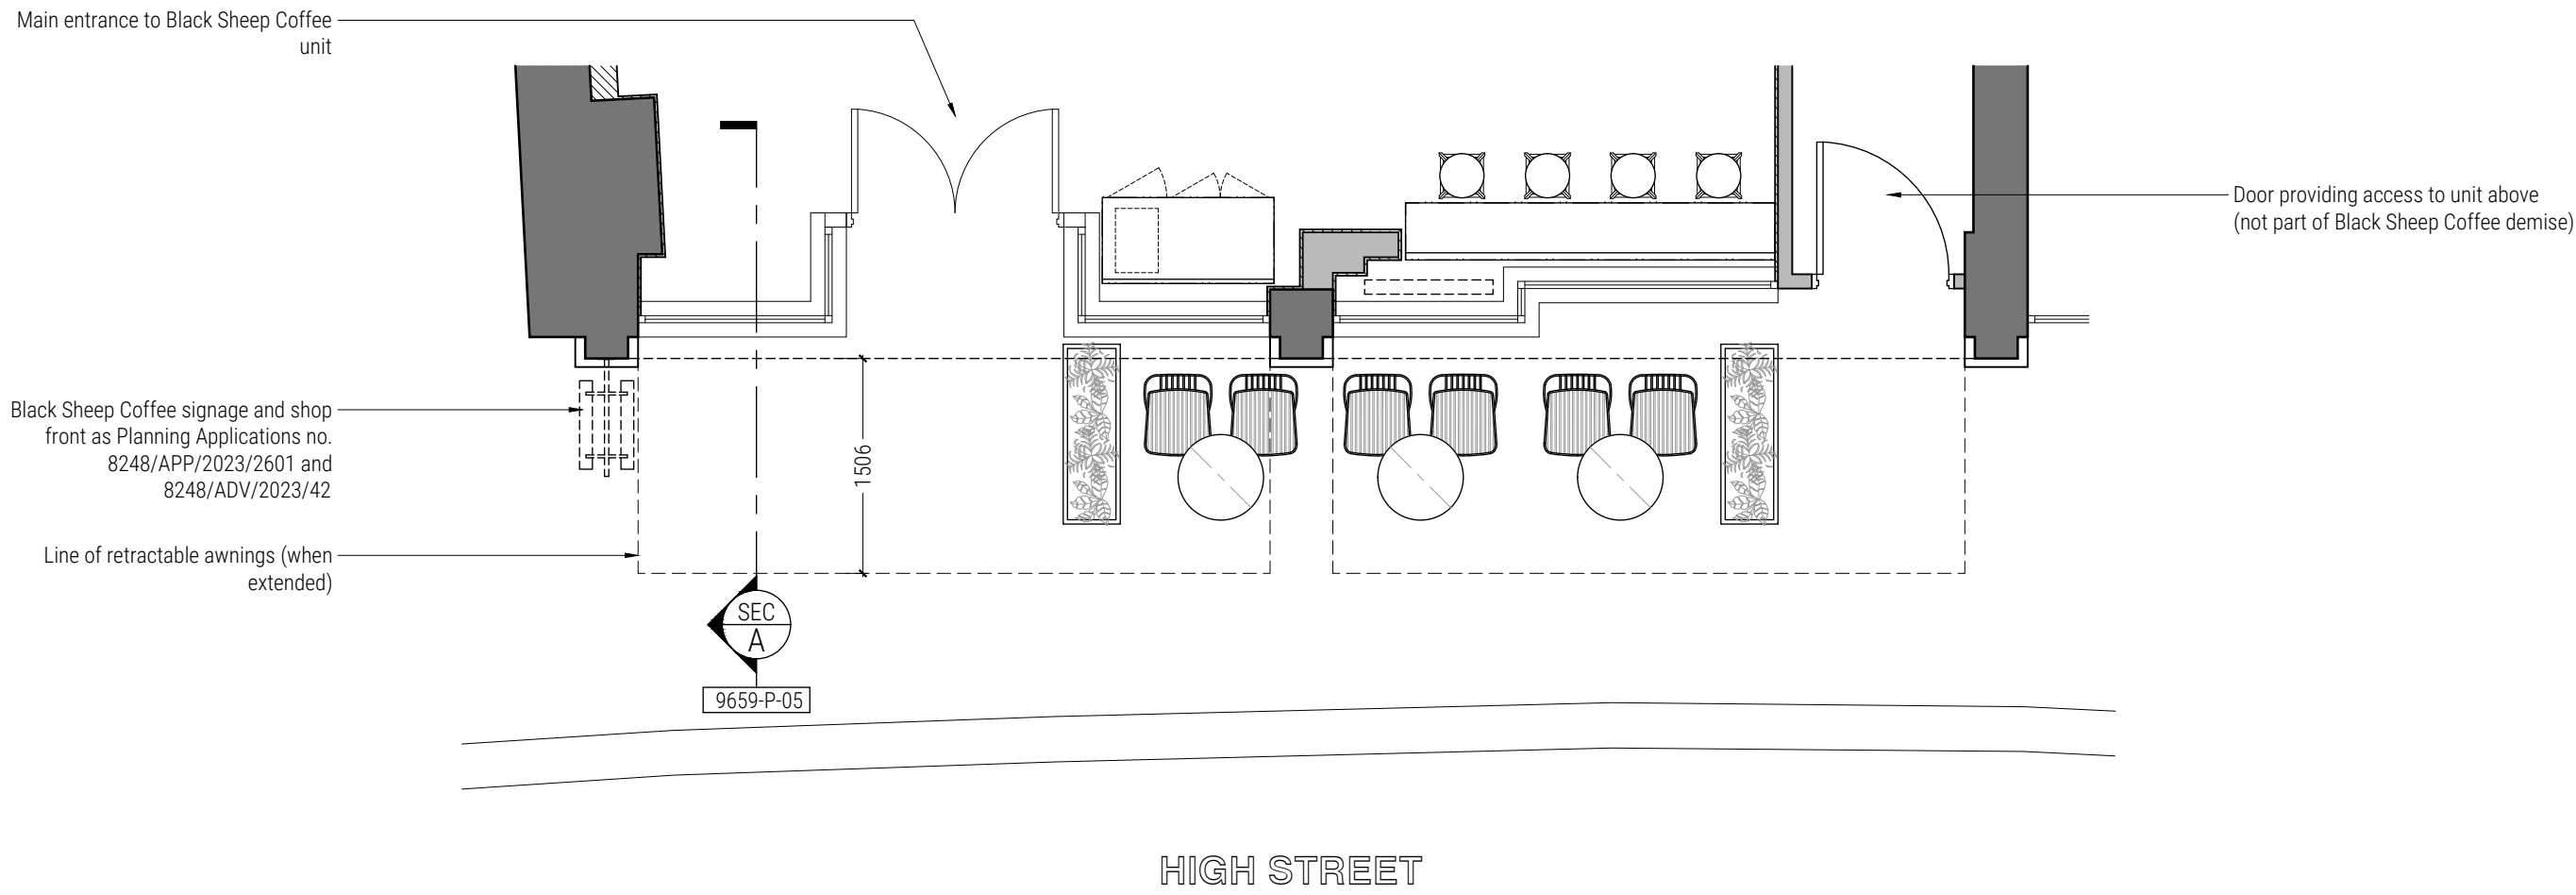 Main entrance to Black Sheep Coffee
unit
Door providing access to unit above
(not part of Black Sheep Coffee demise)
Black Sheep Coffee signage and shop
front as Planning Applications no.
8248/APP/2023/2601 and
8248/ADV/2023/42
1506
Line of retractable awnings (when
extended)
SEC
A
9659-P-05
HIGH STREET